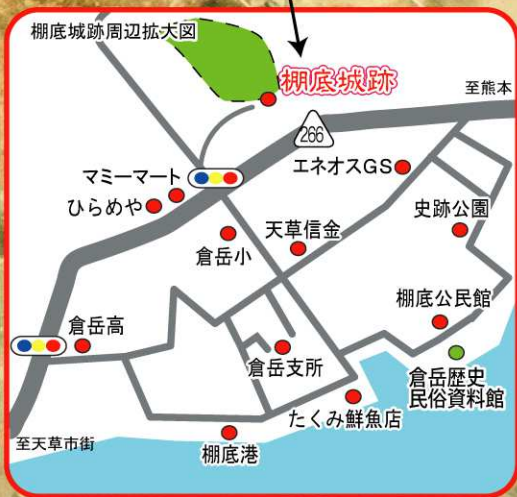 棚底城跡周辺拡大図
棚底城跡
至熊本
266
マミーマート
エネオスGS
ひらめや
史跡公園
天草信金
倉岳小
棚底公民館
倉岳高
倉岳支所
倉岳歴史
民俗資料館
たくみ鮮魚店
至天草市街
棚底港